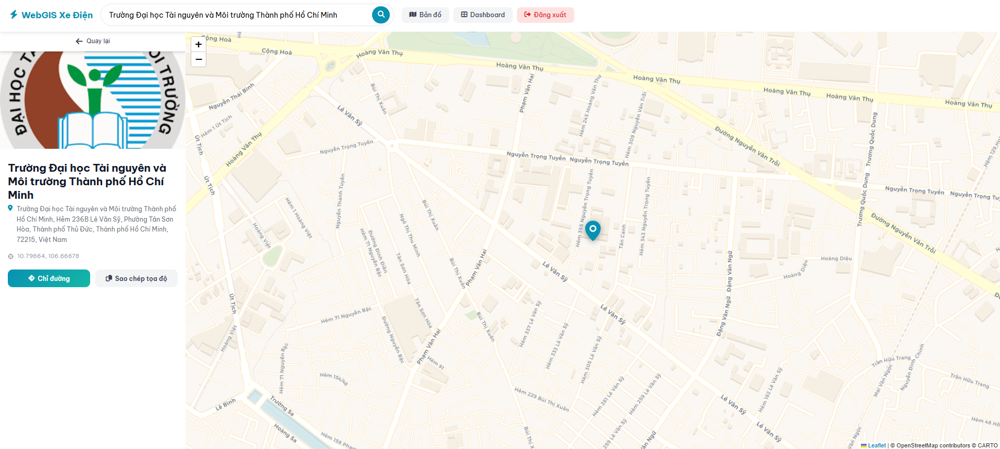 WebGIS Xe Điện
Trường Đại học Tài nguyên và Môi trường Thành phố Hồ Chí Minh
Bản đồ
Dashboard
Đăng xuất
Quay lại
ĐẠI HỌC
TRƯỜNG
Trường Đại học Tài nguyên và
Môi trường Thành phố Hồ Chí
Minh
Trường Đại học Tài nguyên và Môi trường Thành phố
Hồ Chí Minh, Hẻm 236B Lê Văn Sỹ, Phường Tân Sơn
Hòa, Thành phố Thủ Đức, Thành phố Hồ Chí Minh,
72215, Việt Nam
10.79664, 106.66678
Chỉ đường
Sao chép tọa độ
+
−
Cộng Hoà
Cộng Hoà
Hoàng Văn Thụ
Hoàng Văn Thụ
Hoàng Văn Thụ
Hoàng Văn Thụ
Hoàng Văn Thụ
Hoàng Văn Thụ
Nguyễn Thái Bình
Bùi Thị Xuân
Phạm Văn Hai
Hẻm 245 Hoàng Văn Thụ
Hẻm 309 Nguyễn Văn Trỗi
Lê Văn Sỹ
Hẻm 1 Út Tịch
Út Tịch
Hoàng Văn Thụ
Nguyễn Trọng Tuyển
Nguyễn Trọng Tuyển
Nguyễn Trọng Tuyển
Đường Nguyễn Văn Trỗi
Trương Quốc Dung
Hẻm 129
Út Tịch
Nguyễn Thanh Tuyền
Hẻm 1 Hoàng Việt
Bùi Thị Xuân
Hẻm 355 Nguyễn Trọng Tuyển
Hẻm 343 Nguyễn Trọng Tuyển
Trương Quốc Dung
Nguyễn Trọng Tuyển
Nguyễn Trọng Tuyển
Hoàng Việt
Ngô Thị Thu Minh
Đường Đinh Điền
Hẻm 71 Nguyễn Bặc
Tân Sơn Hòa
Bùi Thị Xuân
Phạm Văn Hai
Tân Canh
Lê Văn Sỹ
Đặng Văn Ngữ
Hoàng Diệu
Hoàng Diệu
Đường Nguyễn Văn Trỗi
Út Tịch
Hẻm 71 Nguyễn Bặc
Tân Sơn Hòa
Đường Nguyễn Bặc
Bùi Thị Xuân
Hẻm 337 Lê Văn Sỹ
Lê Văn Sỹ
Đặng Văn Ngữ
Hoàng Việt
Hẻm 71 Nguyễn Bặc
Phạm Văn Hai
Hẻm 91
Hẻm 333 Lê Văn Sỹ
Hẻm 305 Lê Văn Sỹ
Trần Hữu Trang
Nguyễn Đình Chính
Mai Văn Ngọc
Trần Hữu Trang
Hẻm 154/48
Hẻm 229 Bùi Thị Xuân
Hẻm 281 Lê Văn Sỹ
Hẻm 259 Lê Văn Sỹ
Hẻm 182 Lê Văn Sỹ
Lê Bình
Trường Sa
Hoàng Sa
Lê Văn Sỹ
Lê Văn Sỹ
Hẻm 158
Bùi Thị
259 Lê Văn Sỹ
Văn Ngữ
Văn Ngọc
Hẻm 48
Leaflet | © OpenStreetMap contributors © CARTO